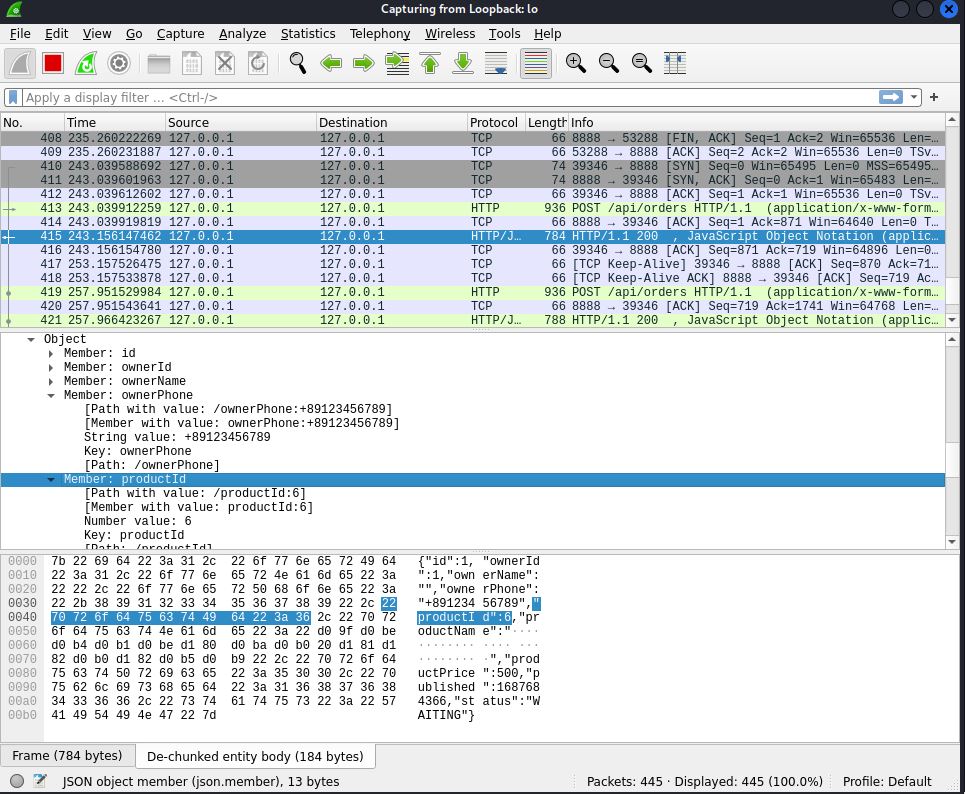 Capturing from Loopback: lo
File Edit View Go Capture Analyze Statistics Telephony Wireless Tools Help
Apply a display filter ... <Ctrl-/>
No. Time Source Destination Protocol Length Info
408 235.260222269 127.0.0.1 127.0.0.1 TCP 66 8888 → 53288 [FIN, ACK] Seq=1 Ack=2 Win=65536 Len=…
409 235.260231887 127.0.0.1 127.0.0.1 TCP 66 53288 → 8888 [ACK] Seq=2 Ack=2 Win=65536 Len=0 TSv…
410 243.039588692 127.0.0.1 127.0.0.1 TCP 74 39346 → 8888 [SYN] Seq=0 Win=65495 Len=0 MSS=65495…
411 243.039601963 127.0.0.1 127.0.0.1 TCP 74 8888 → 39346 [SYN, ACK] Seq=0 Ack=1 Win=65483 Len=…
412 243.039612602 127.0.0.1 127.0.0.1 TCP 66 39346 → 8888 [ACK] Seq=1 Ack=1 Win=65536 Len=0 TSv…
413 243.039912259 127.0.0.1 127.0.0.1 HTTP 936 POST /api/orders HTTP/1.1 (application/x-www-form…
414 243.039919819 127.0.0.1 127.0.0.1 TCP 66 8888 → 39346 [ACK] Seq=1 Ack=871 Win=64640 Len=0 T…
415 243.156147462 127.0.0.1 127.0.0.1 HTTP/J… 784 HTTP/1.1 200 , JavaScript Object Notation (applic…
416 243.156154780 127.0.0.1 127.0.0.1 TCP 66 39346 → 8888 [ACK] Seq=871 Ack=719 Win=64896 Len=0…
417 253.157526475 127.0.0.1 127.0.0.1 TCP 66 [TCP Keep-Alive] 39346 → 8888 [ACK] Seq=870 Ack=71…
418 253.157533878 127.0.0.1 127.0.0.1 TCP 66 [TCP Keep-Alive ACK] 8888 → 39346 [ACK] Seq=719 Ac…
419 257.951529984 127.0.0.1 127.0.0.1 HTTP 936 POST /api/orders HTTP/1.1 (application/x-www-form…
420 257.951543641 127.0.0.1 127.0.0.1 TCP 66 8888 → 39346 [ACK] Seq=719 Ack=1741 Win=64768 Len=…
421 257.966423267 127.0.0.1 127.0.0.1 HTTP/J… 788 HTTP/1.1 200 , JavaScript Object Notation (applic…
Object
Member: id
Member: ownerId
Member: ownerName
Member: ownerPhone
[Path with value: /ownerPhone:+89123456789]
[Member with value: ownerPhone:+89123456789]
String value: +89123456789
Key: ownerPhone
[Path: /ownerPhone]
Member: productId
[Path with value: /productId:6]
[Member with value: productId:6]
Number value: 6
Key: productId
[Path: /productId]
0000 7b 22 69 64 22 3a 31 2c 22 6f 77 6e 65 72 49 64 {"id":1, "ownerId
0010 22 3a 31 2c 22 6f 77 6e 65 72 4e 61 6d 65 22 3a ":1,"own erName":
0020 22 22 2c 22 6f 77 6e 65 72 50 68 6f 6e 65 22 3a "","owne rPhone":
0030 22 2b 38 39 31 32 33 34 35 36 37 38 39 22 2c 22 "+891234 56789","
0040 70 72 6f 64 75 63 74 49 64 22 3a 36 2c 22 70 72 productI d":6,"pr
0050 6f 64 75 63 74 4e 61 6d 65 22 3a 22 d0 9f d0 be oductNam e":"····
0060 d0 b4 d0 b1 d0 be d1 80 d0 ba d0 b0 20 d1 81 d1 ········ ···· ···
0070 82 d0 b0 d1 82 d0 b5 d0 b9 22 2c 22 70 72 6f 64 ········ ·","prod
0080 75 63 74 50 72 69 63 65 22 3a 35 30 30 2c 22 70 uctPrice ":500,"p
0090 75 62 6c 69 73 68 65 64 22 3a 31 36 38 37 36 38 ublished ":168768
00a0 34 33 36 36 2c 22 73 74 61 74 75 73 22 3a 22 57 4366,"st atus":"W
00b0 41 49 54 49 4e 47 22 7d AITING"}
Frame (784 bytes) De-chunked entity body (184 bytes)
JSON object member (json.member), 13 bytes Packets: 445 · Displayed: 445 (100.0%) Profile: Default